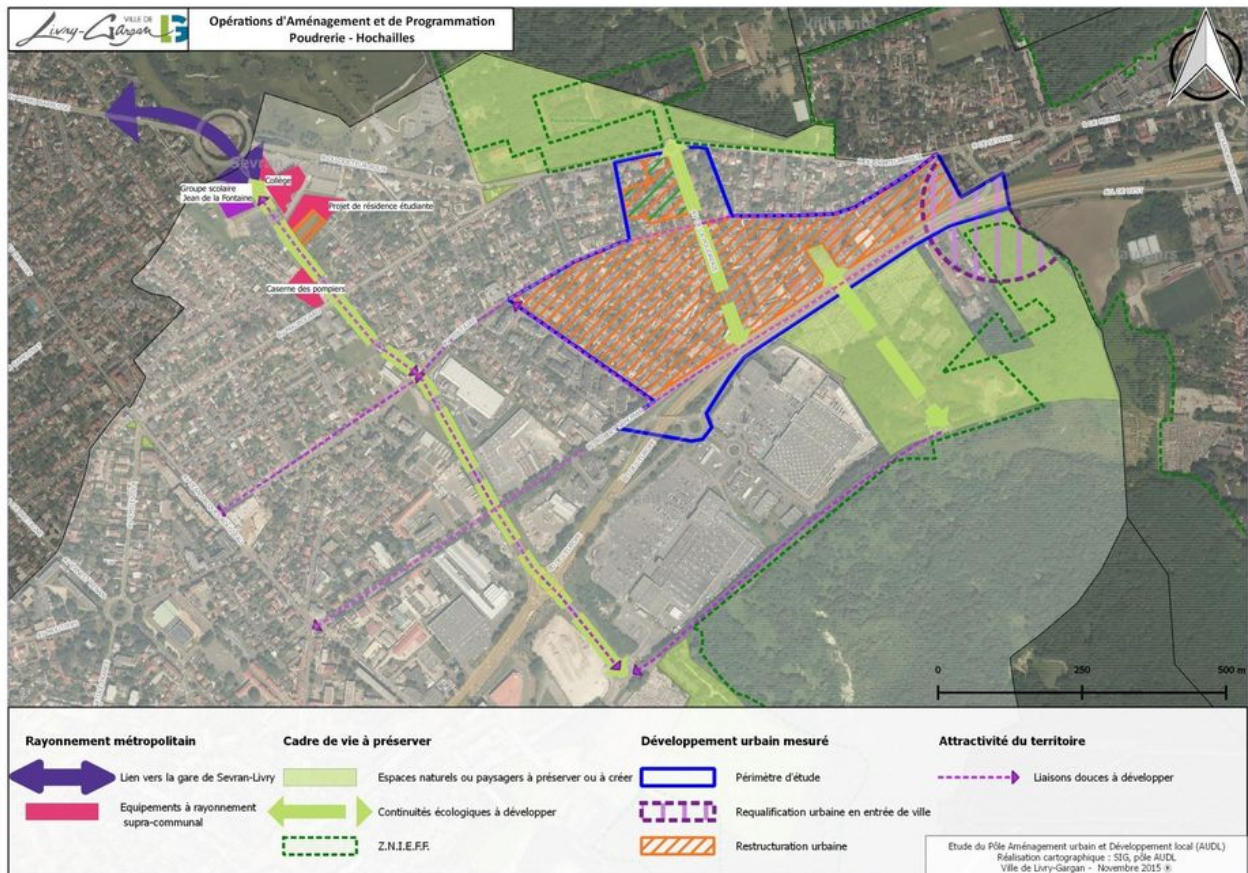 Livry-Gargan
VILLE DE
Opérations d'Aménagement et de Programmation
Poudrerie - Hochailles
Collège
Groupe scolaire
Jean de la Fontaine
Projet de résidence étudiante
Caserne des pompiers
0
250
500 m
Rayonnement métropolitain
Lien vers la gare de Sevran-Livry
Equipements à rayonnement
supra-communal
Cadre de vie à préserver
Espaces naturels ou paysagers à préserver ou à créer
Continuités écologiques à développer
Z.N.I.E.F.F.
Développement urbain mesuré
Périmètre d'étude
Requalification urbaine en entrée de ville
Restructuration urbaine
Attractivité du territoire
Liaisons douces à développer
Etude du Pôle Aménagement urbain et Développement local (AUDL)
Réalisation cartographique : SIG, pôle AUDL
Ville de Livry-Gargan - Novembre 2015 ®